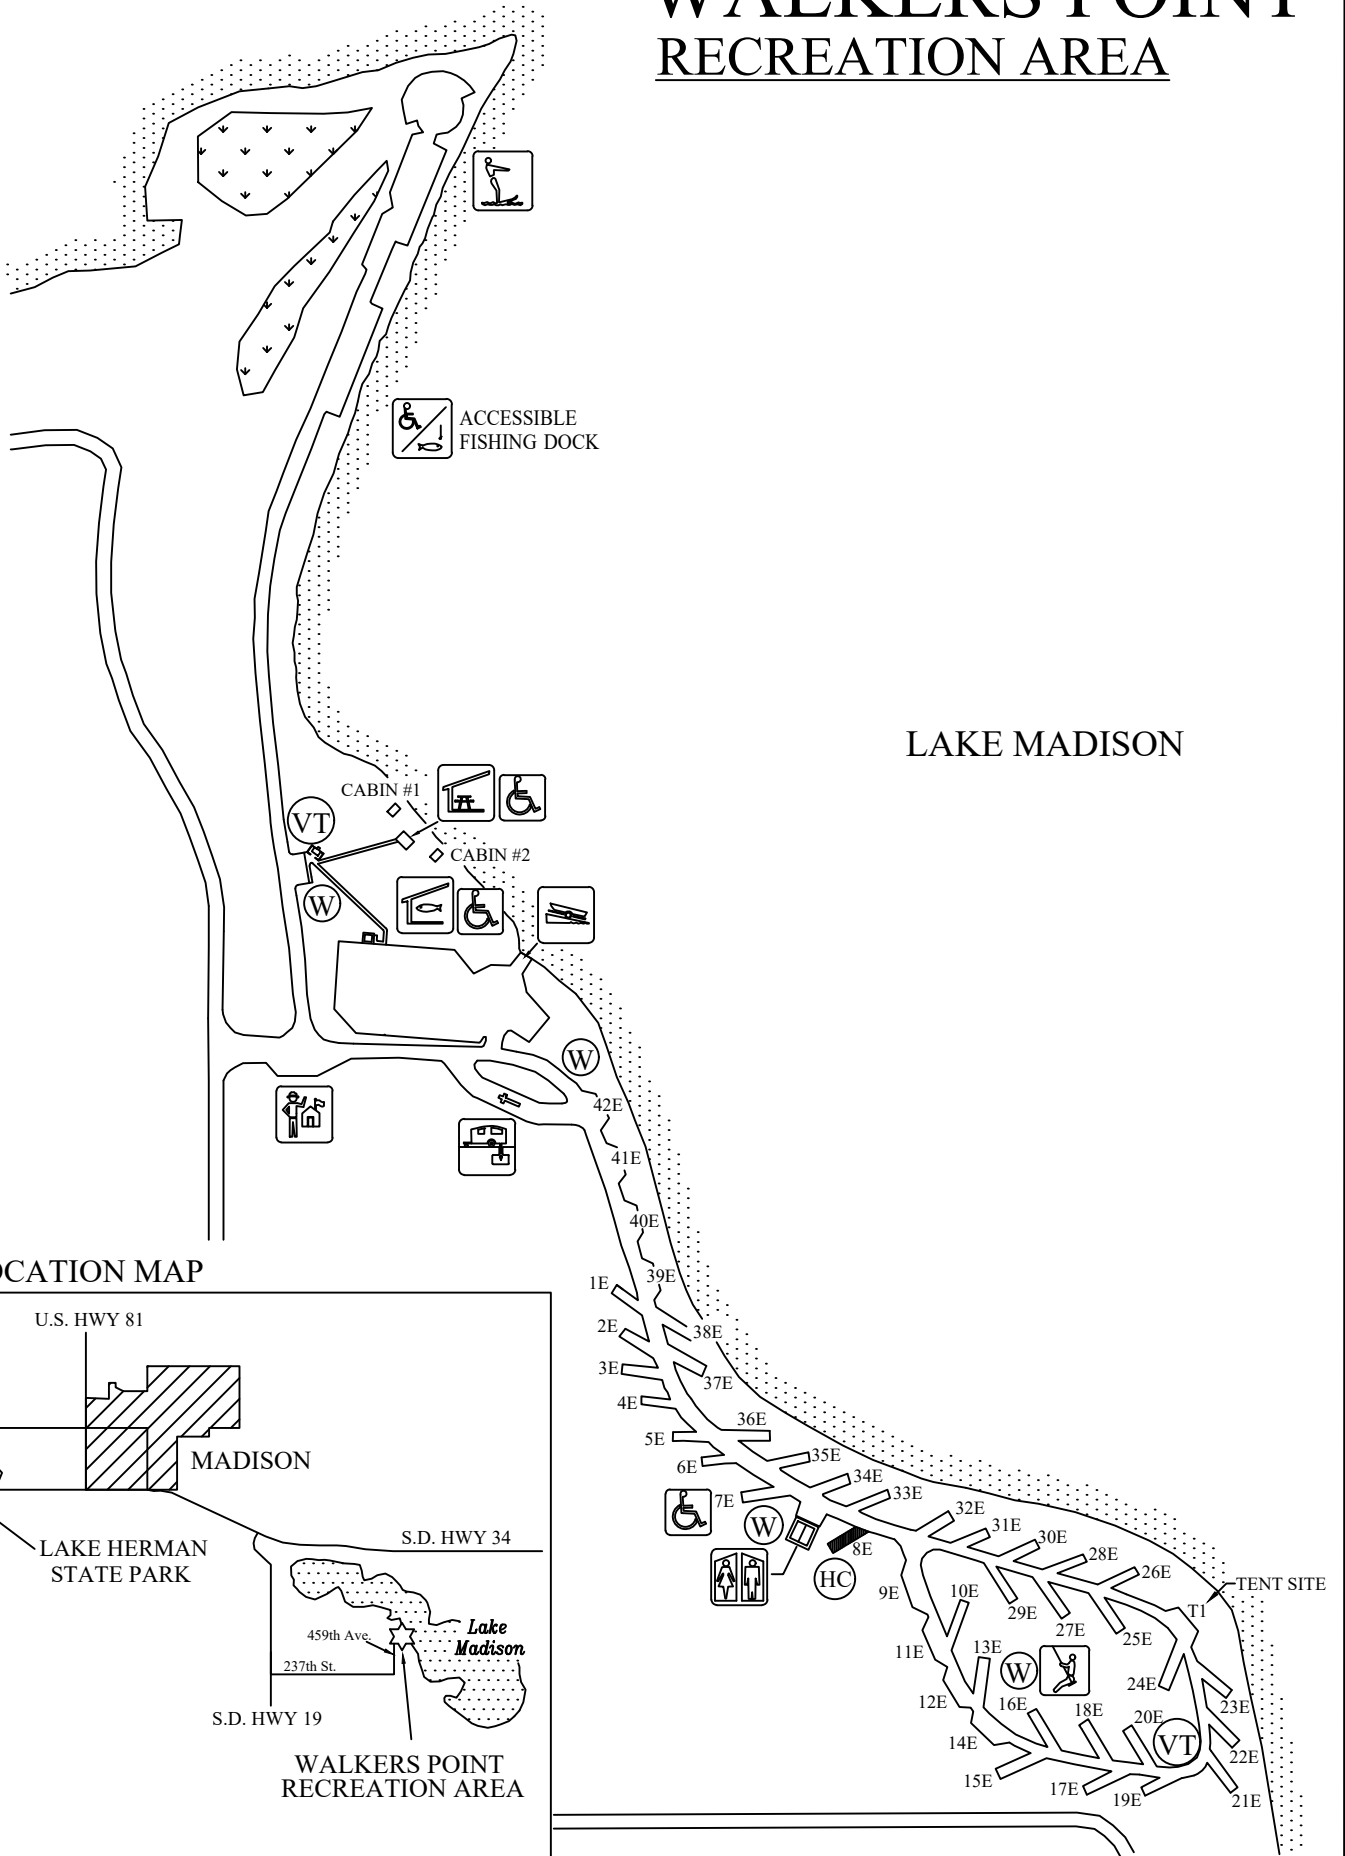 WALKERS POINT
RECREATION AREA
ACCESSIBLE
FISHING DOCK
LAKE MADISON
CABIN #1
VT
CABIN #2
W
W
42E
41E
40E
39E
1E
38E
2E
3E
37E
4E
36E
5E
35E
6E
34E
7E
33E
W
32E
31E
8E
30E
HC
28E
26E
9E
10E
29E
27E
25E
TENT SITE
T1
11E
13E
W
24E
12E
16E
18E
20E
23E
14E
VT
22E
15E
17E
19E
21E
OCATION MAP
U.S. HWY 81
MADISON
LAKE HERMAN
STATE PARK
S.D. HWY 34
459th Ave.
Lake
Madison
237th St.
S.D. HWY 19
WALKERS POINT
RECREATION AREA